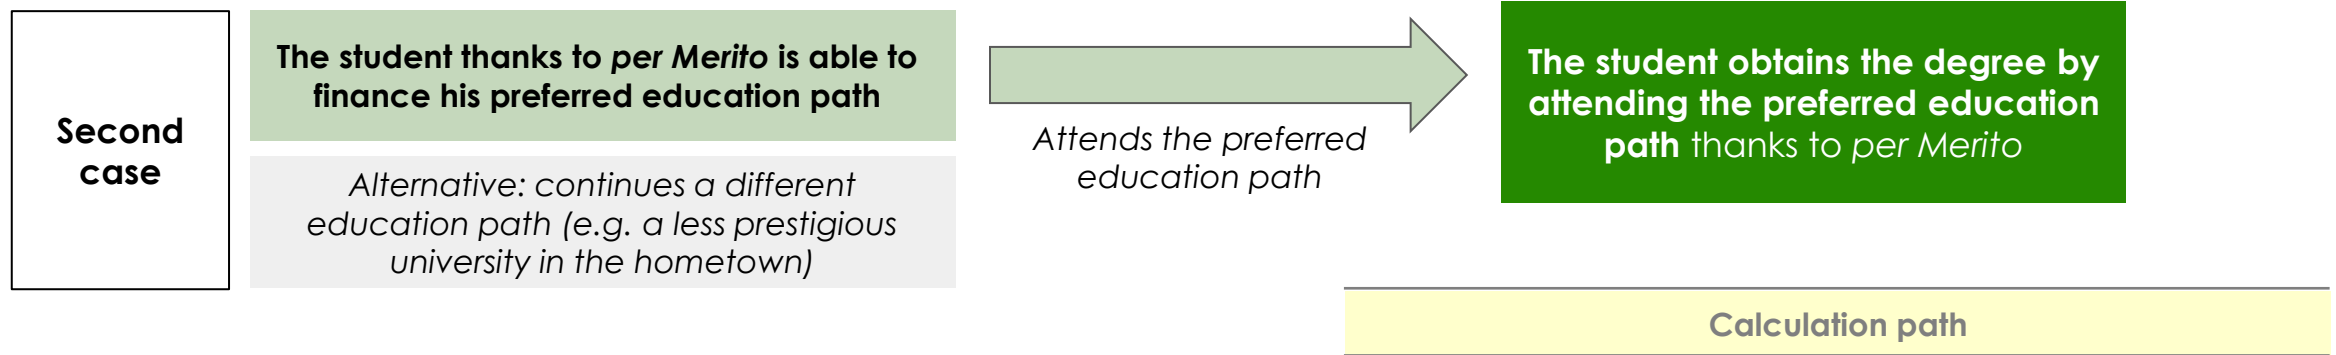 Second
case
The student thanks to per Merito is able to
finance his preferred education path
Alternative: continues a different
education path (e.g. a less prestigious
university in the hometown)
Attends the preferred
education path
The student obtains the degree by
attending the preferred education
path thanks to per Merito
Calculation path